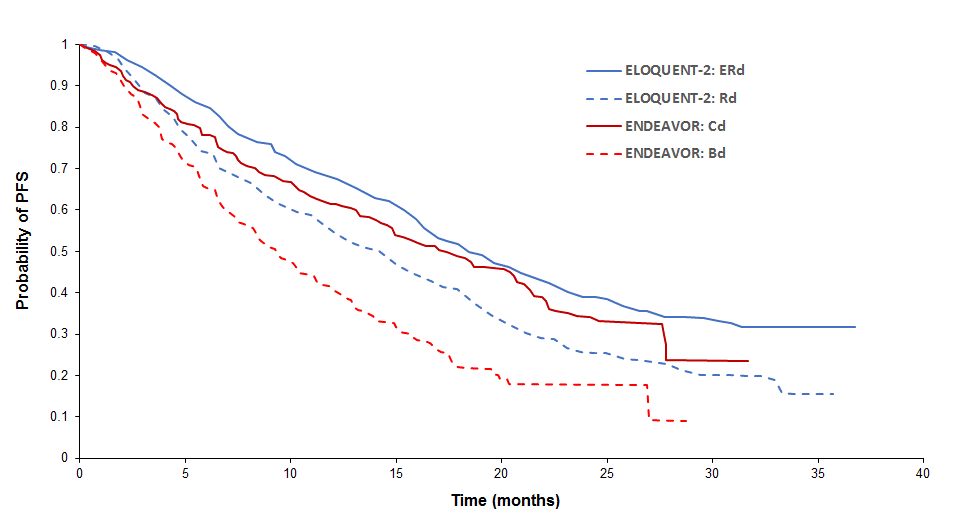 Probability of PFS
1
0.9
0.8
0.7
0.6
0.5
0.4
0.3
0.2
0.1
0
ELOQUENT-2: ERd
ELOQUENT-2: Rd
ENDEAVOR: Cd
ENDEAVOR: Bd
0 5 10 15 20 25 30 35 40
Time (months)